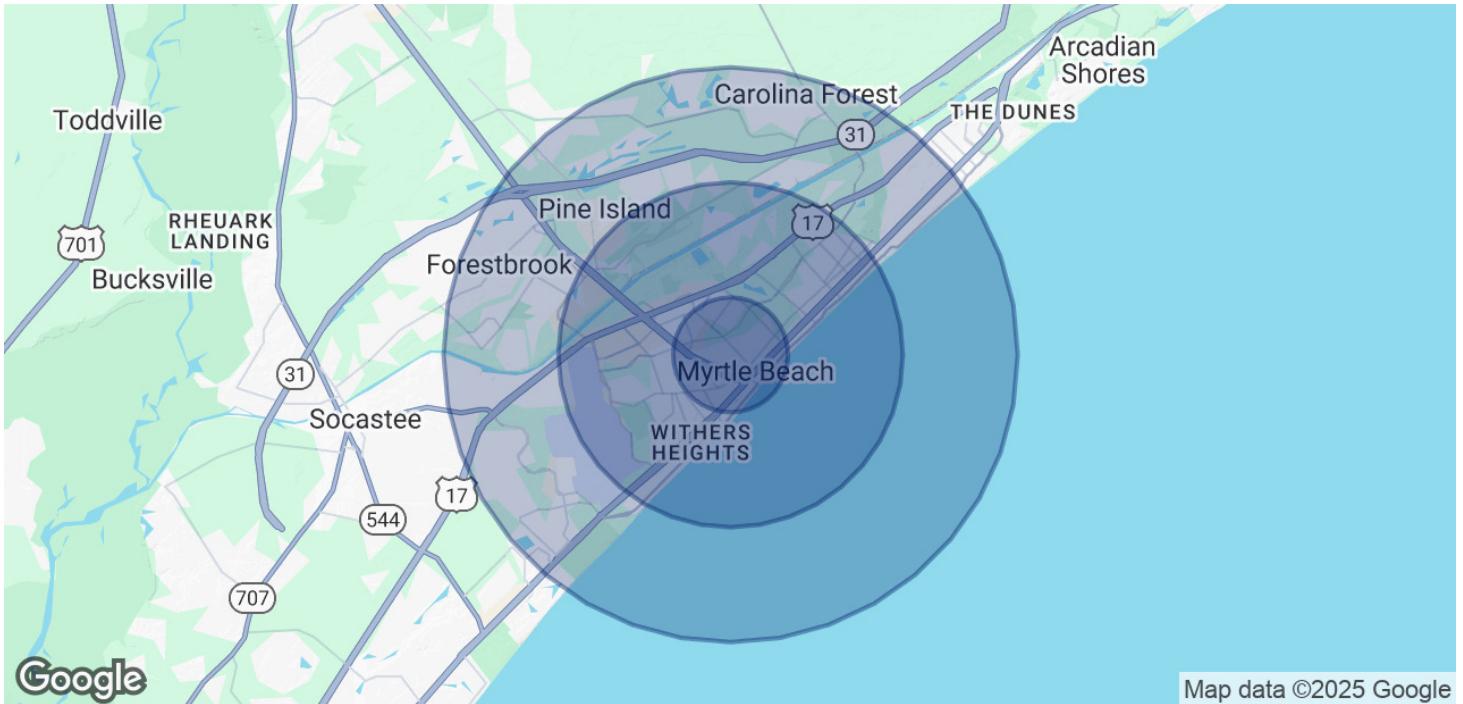 Arcadian
Shores
Carolina Forest
THE DUNES
Toddville
31
Pine Island
17
RHEUARK
LANDING
701
Bucksville
Forestbrook
31
Myrtle Beach
Socastee
WITHERS
HEIGHTS
17
544
707
Google
Map data ©2025 Google